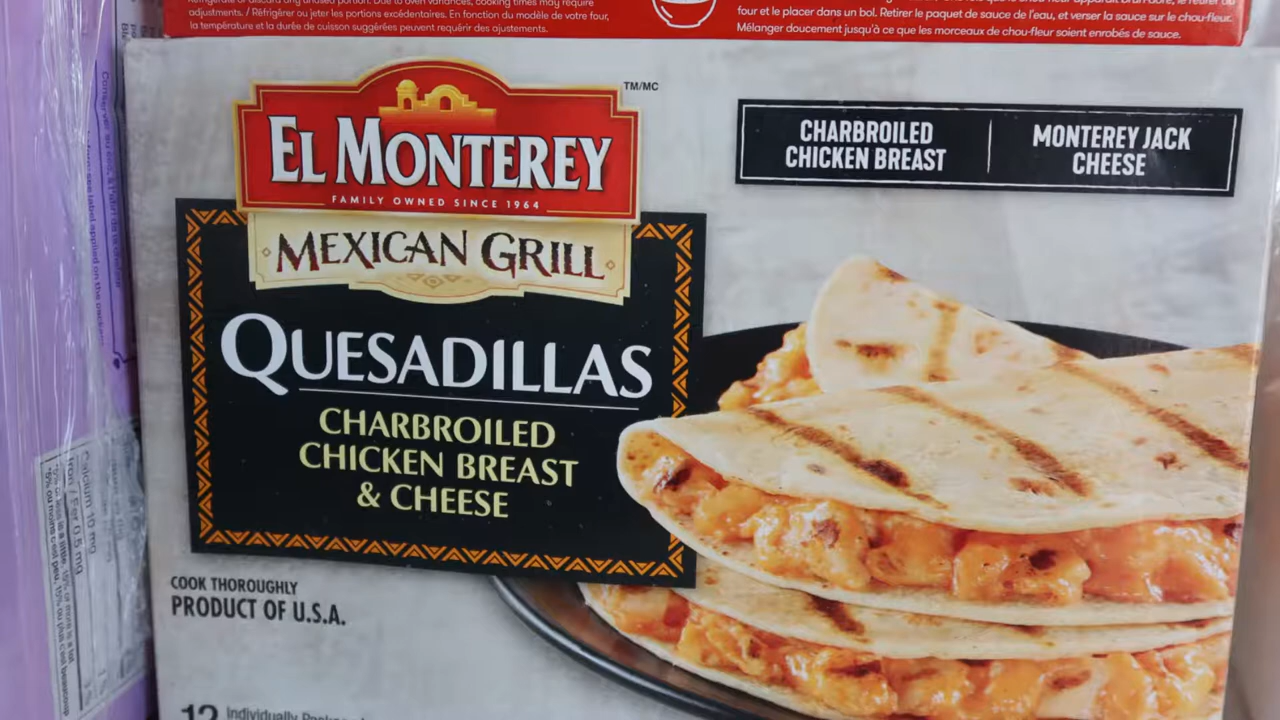 adjustments. / Réfrigérer ou jeter les portions excédentaires. En fonction du modèle de votre four,
la température et la durée de cuisson suggérées peuvent requérir des ajustements.
four et le placer dans un bol. Retirer le paquet de sauce de l'eau, et verser la sauce sur le chou-fleur.
Mélanger doucement jusqu'à ce que les morceaux de chou-fleur soient enrobés de sauce.
EL MONTEREY
TM/MC
FAMILY OWNED SINCE 1964
MEXICAN GRILL
CHARBROILED
CHICKEN BREAST
MONTEREY JACK
CHEESE
QUESADILLAS
CHARBROILED
CHICKEN BREAST
& CHEESE
COOK THOROUGHLY
PRODUCT OF U.S.A.
12 Individually
Calcium 10 mg